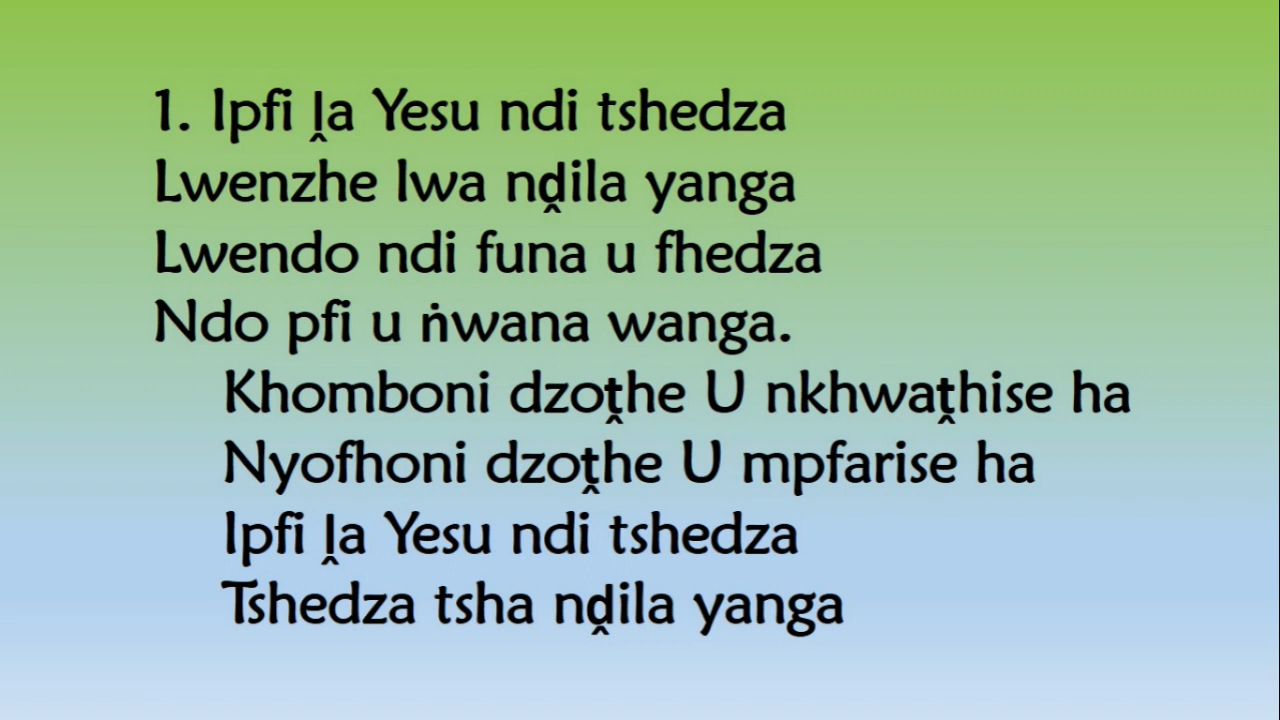 1. Ipfi ḽa Yesu ndi tshedza
Lwenzhe lwa nḓila yanga
Lwendo ndi funa u fhedza
Ndo pfi u ṅwana wanga.
Khomboni dzoṱhe U nkhwaṱhise ha
Nyofhoni dzoṱhe U mpfarise ha
Ipfi ḽa Yesu ndi tshedza
Tshedza tsha nḓila yanga